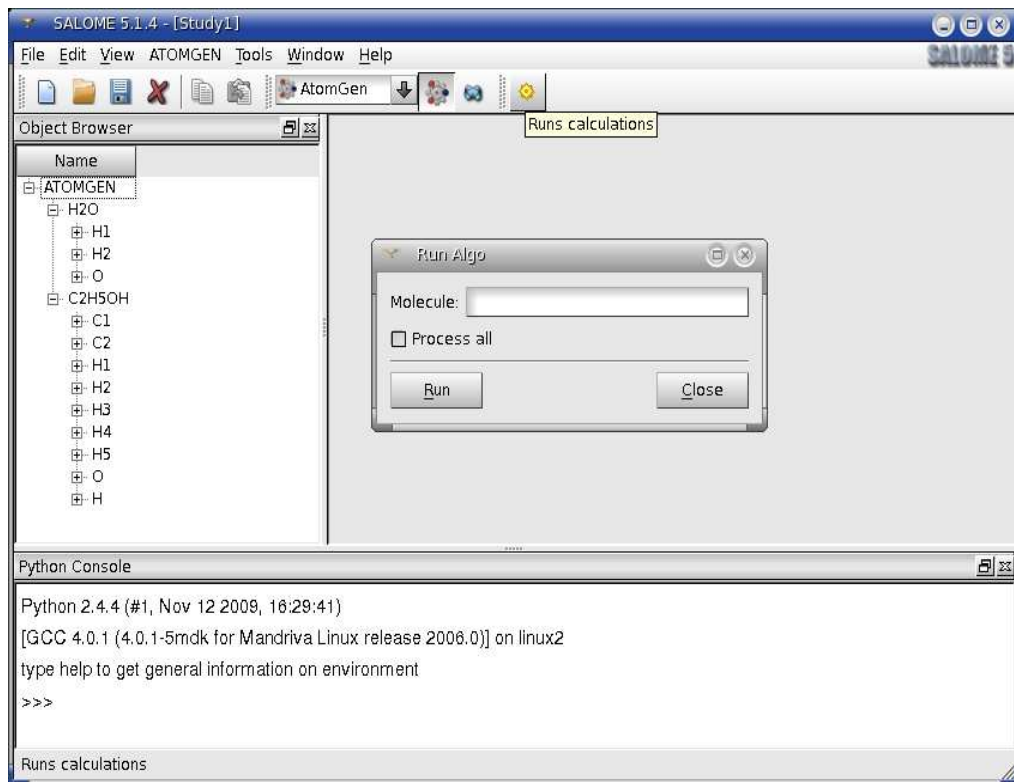 SALOME 5.1.4 - [Study1]
File Edit View ATOMGEN Tools Window Help
SALOME 5
AtomGen
Runs calculations
Object Browser
Name
ATOMGEN
H2O
H1
H2
O
C2H5OH
C1
C2
H1
H2
H3
H4
H5
O
H
Run Algo
Molecule:
Process all
Run Close
Python Console
Python 2.4.4 (#1, Nov 12 2009, 16:29:41)
[GCC 4.0.1 (4.0.1-5mdk for Mandriva Linux release 2006.0)] on linux2
type help to get general information on environment
>>>
Runs calculations